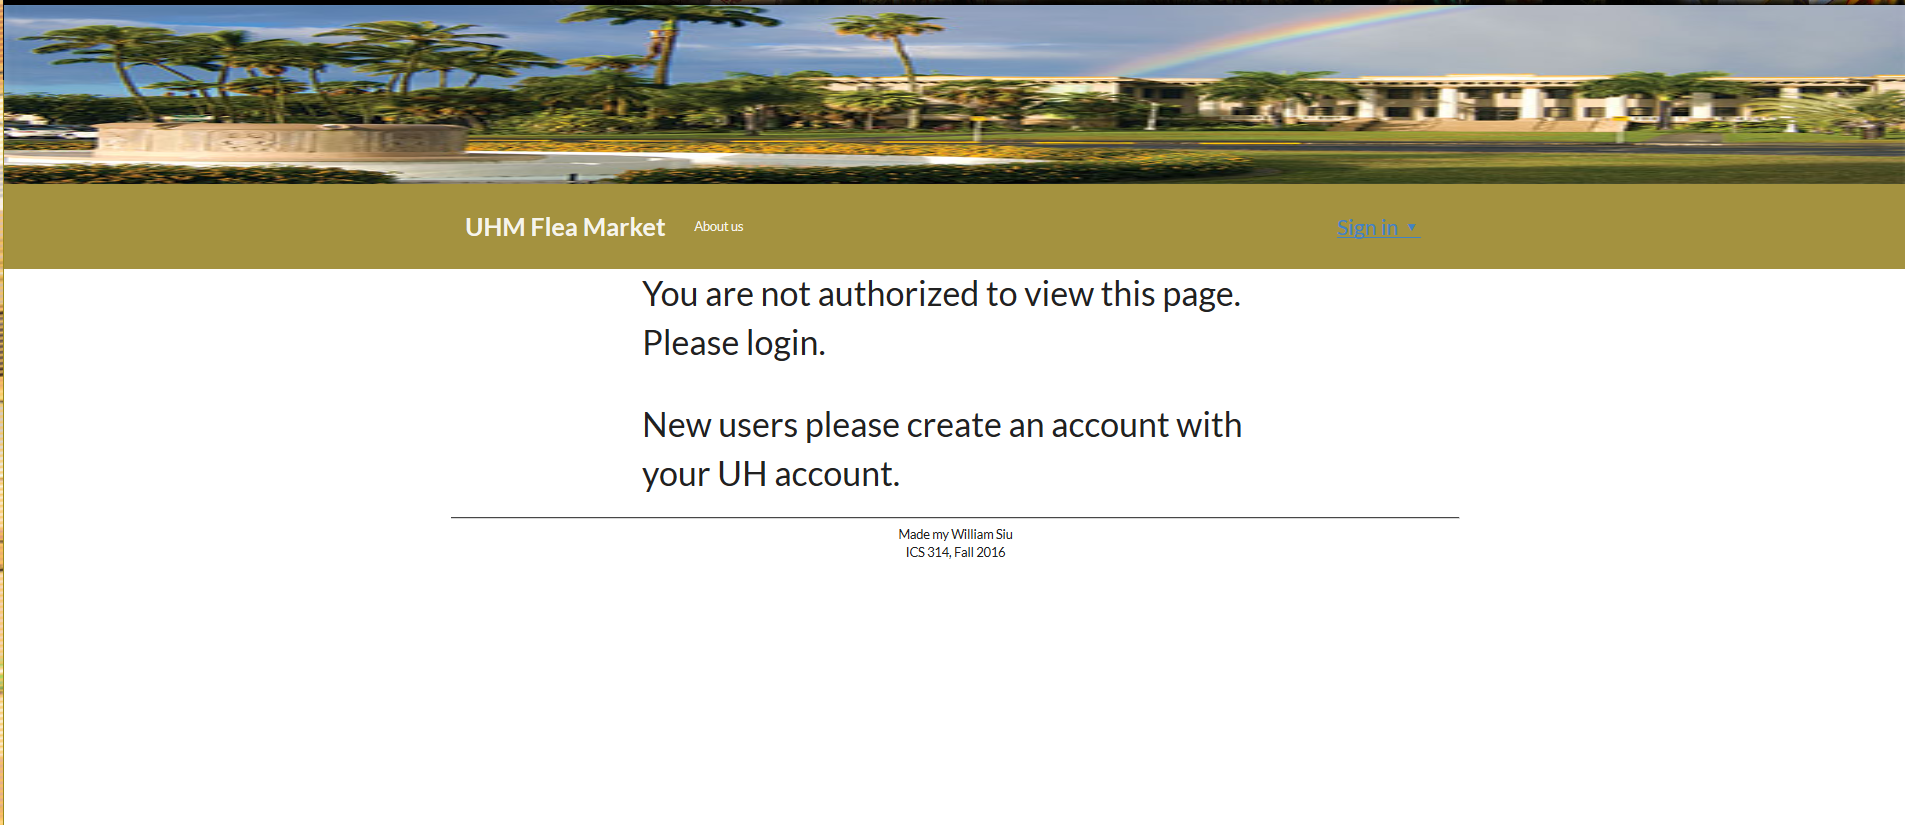 UHM Flea Market
About us
Sign in
You are not authorized to view this page.
Please login.
New users please create an account with
your UH account.
Made my William Siu
ICS 314, Fall 2016